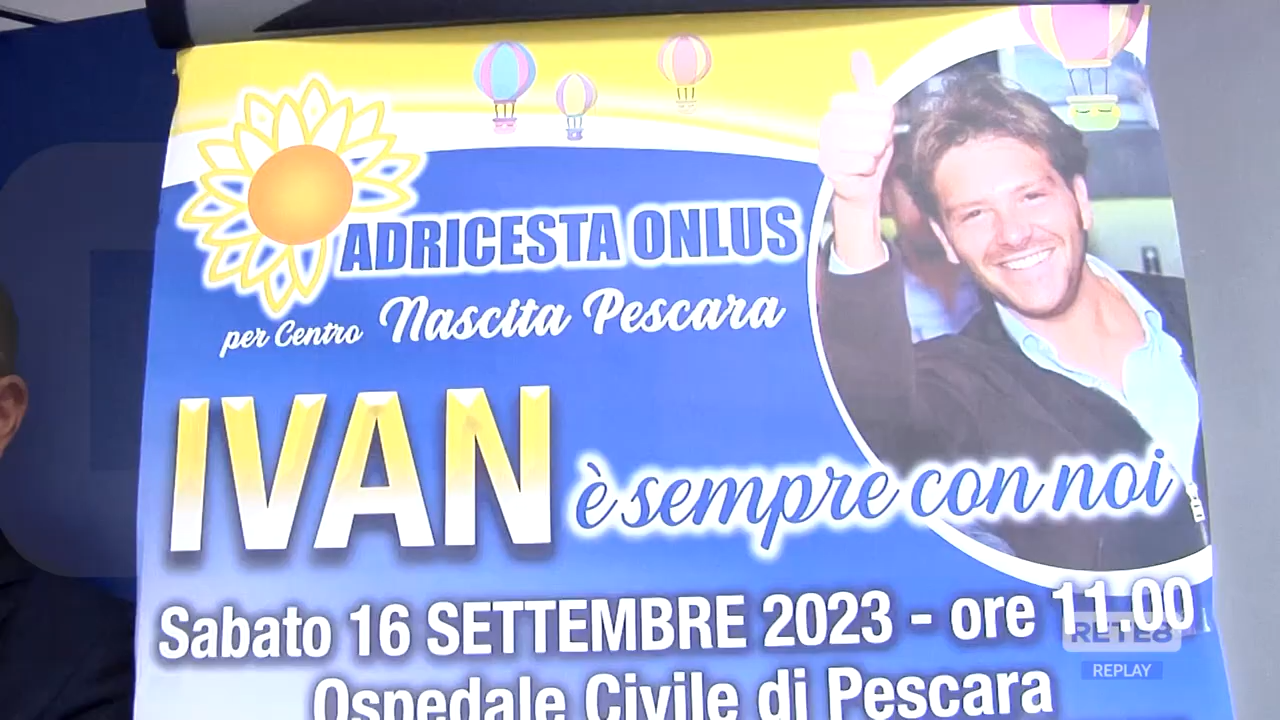 ADRICESTA ONLUS
per Centro Nascita Pescara
IVAN è sempre con noi
Sabato 16 SETTEMBRE 2023 - ore 11.00
RETE8
REPLAY
Ospedale Civile di Pescara